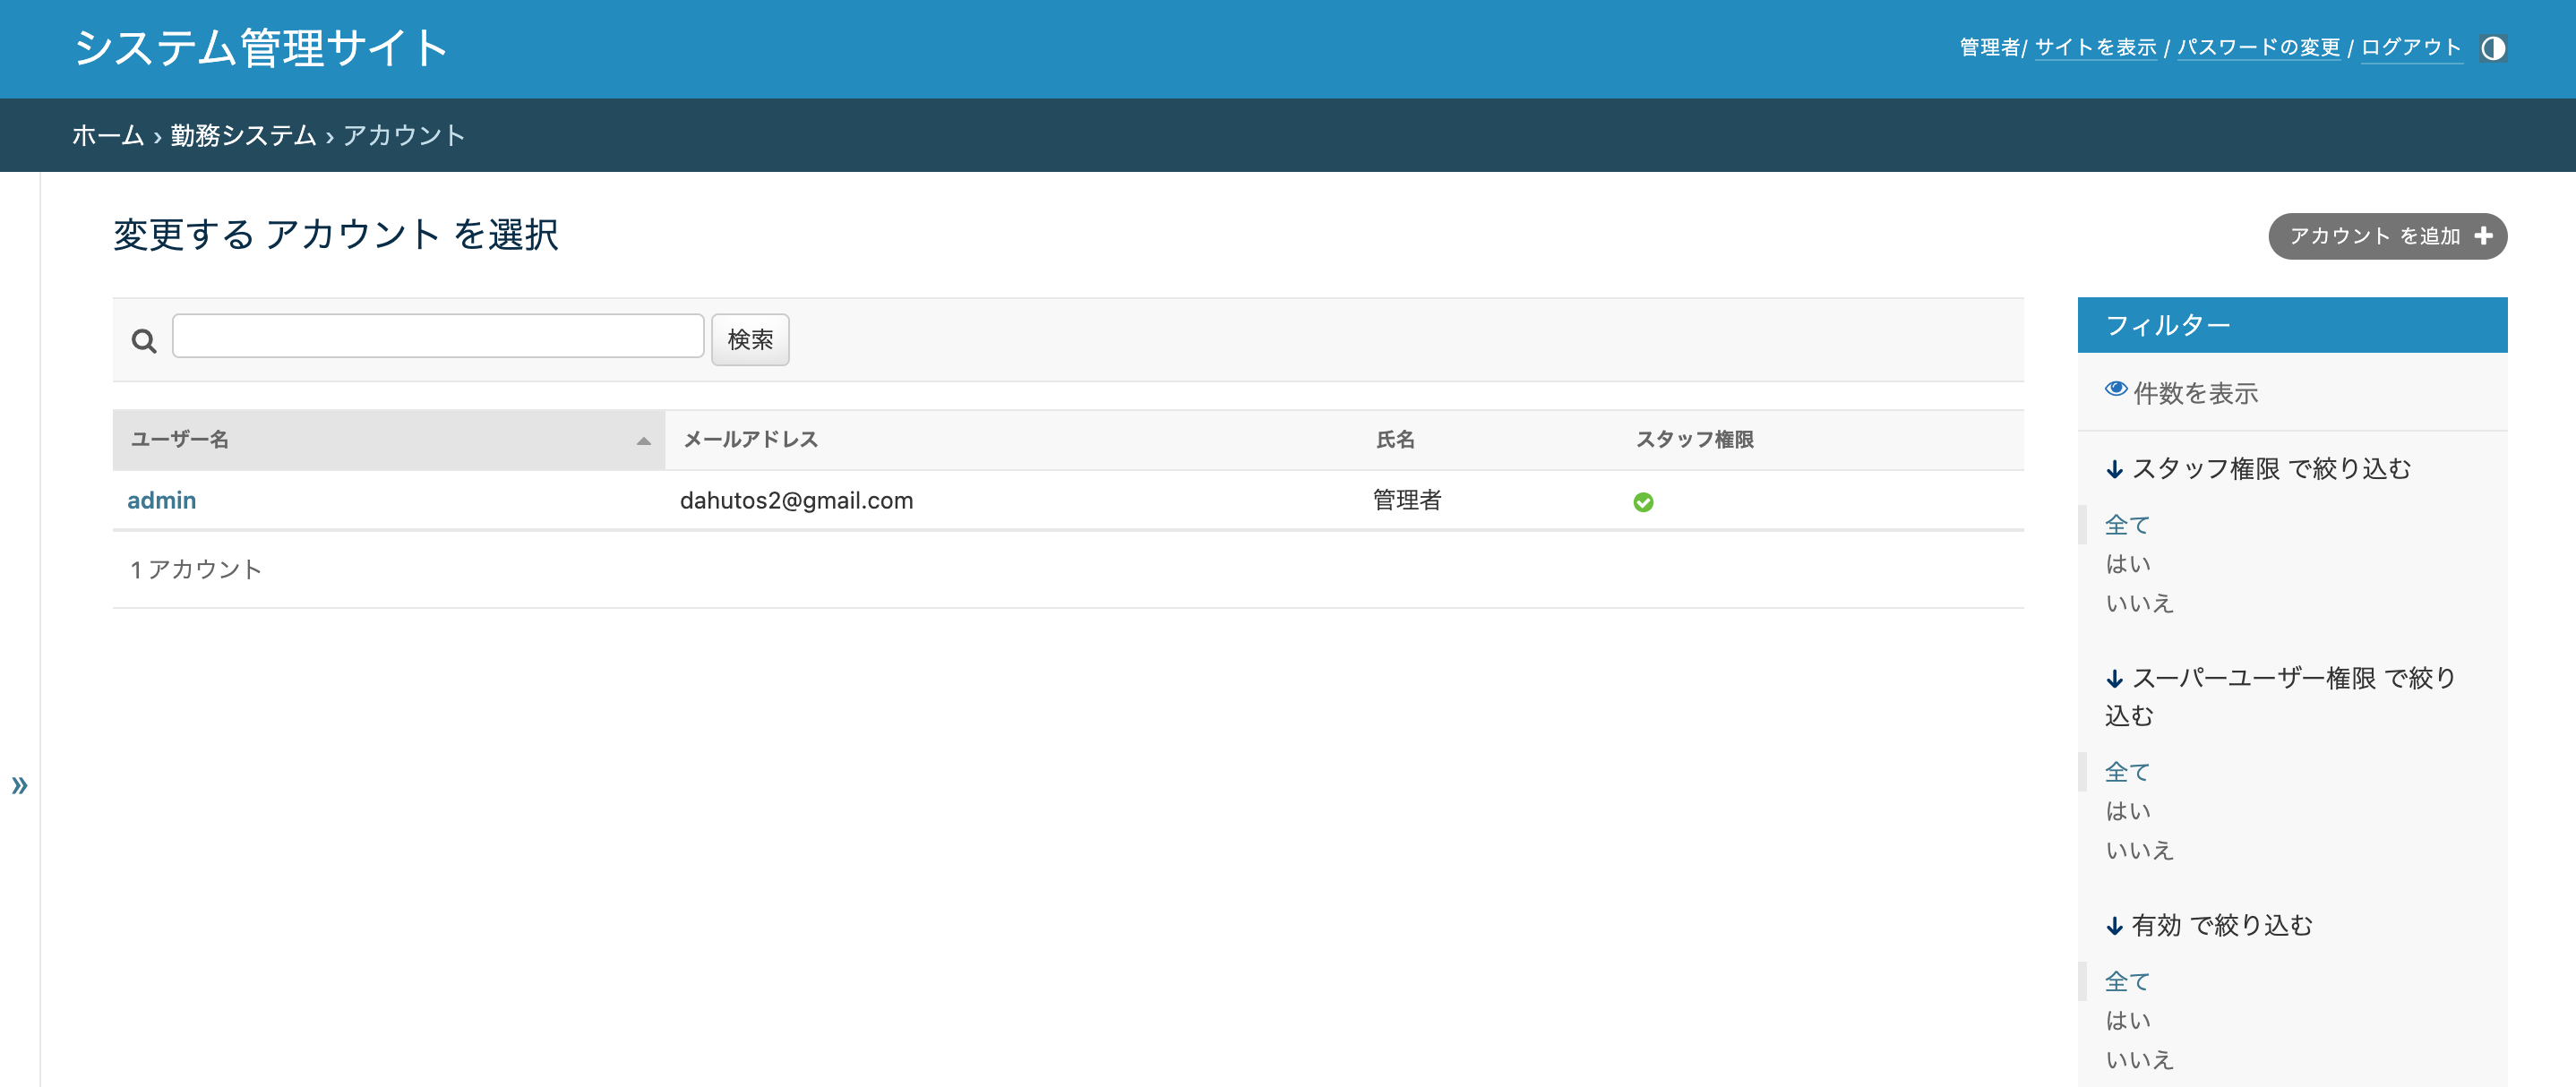 システム管理サイト
管理者/ サイトを表示 / パスワードの変更 / ログアウト
ホーム › 勤務システム › アカウント
変更する アカウント を選択
アカウント を追加
検索
ユーザー名 メールアドレス 氏名 スタッフ権限
admin dahutos2@gmail.com 管理者
1 アカウント
フィルター
件数を表示
↓ スタッフ権限 で絞り込む
全て
はい
いいえ
↓ スーパーユーザー権限 で絞り
込む
全て
はい
いいえ
↓ 有効 で絞り込む
全て
はい
いいえ
»